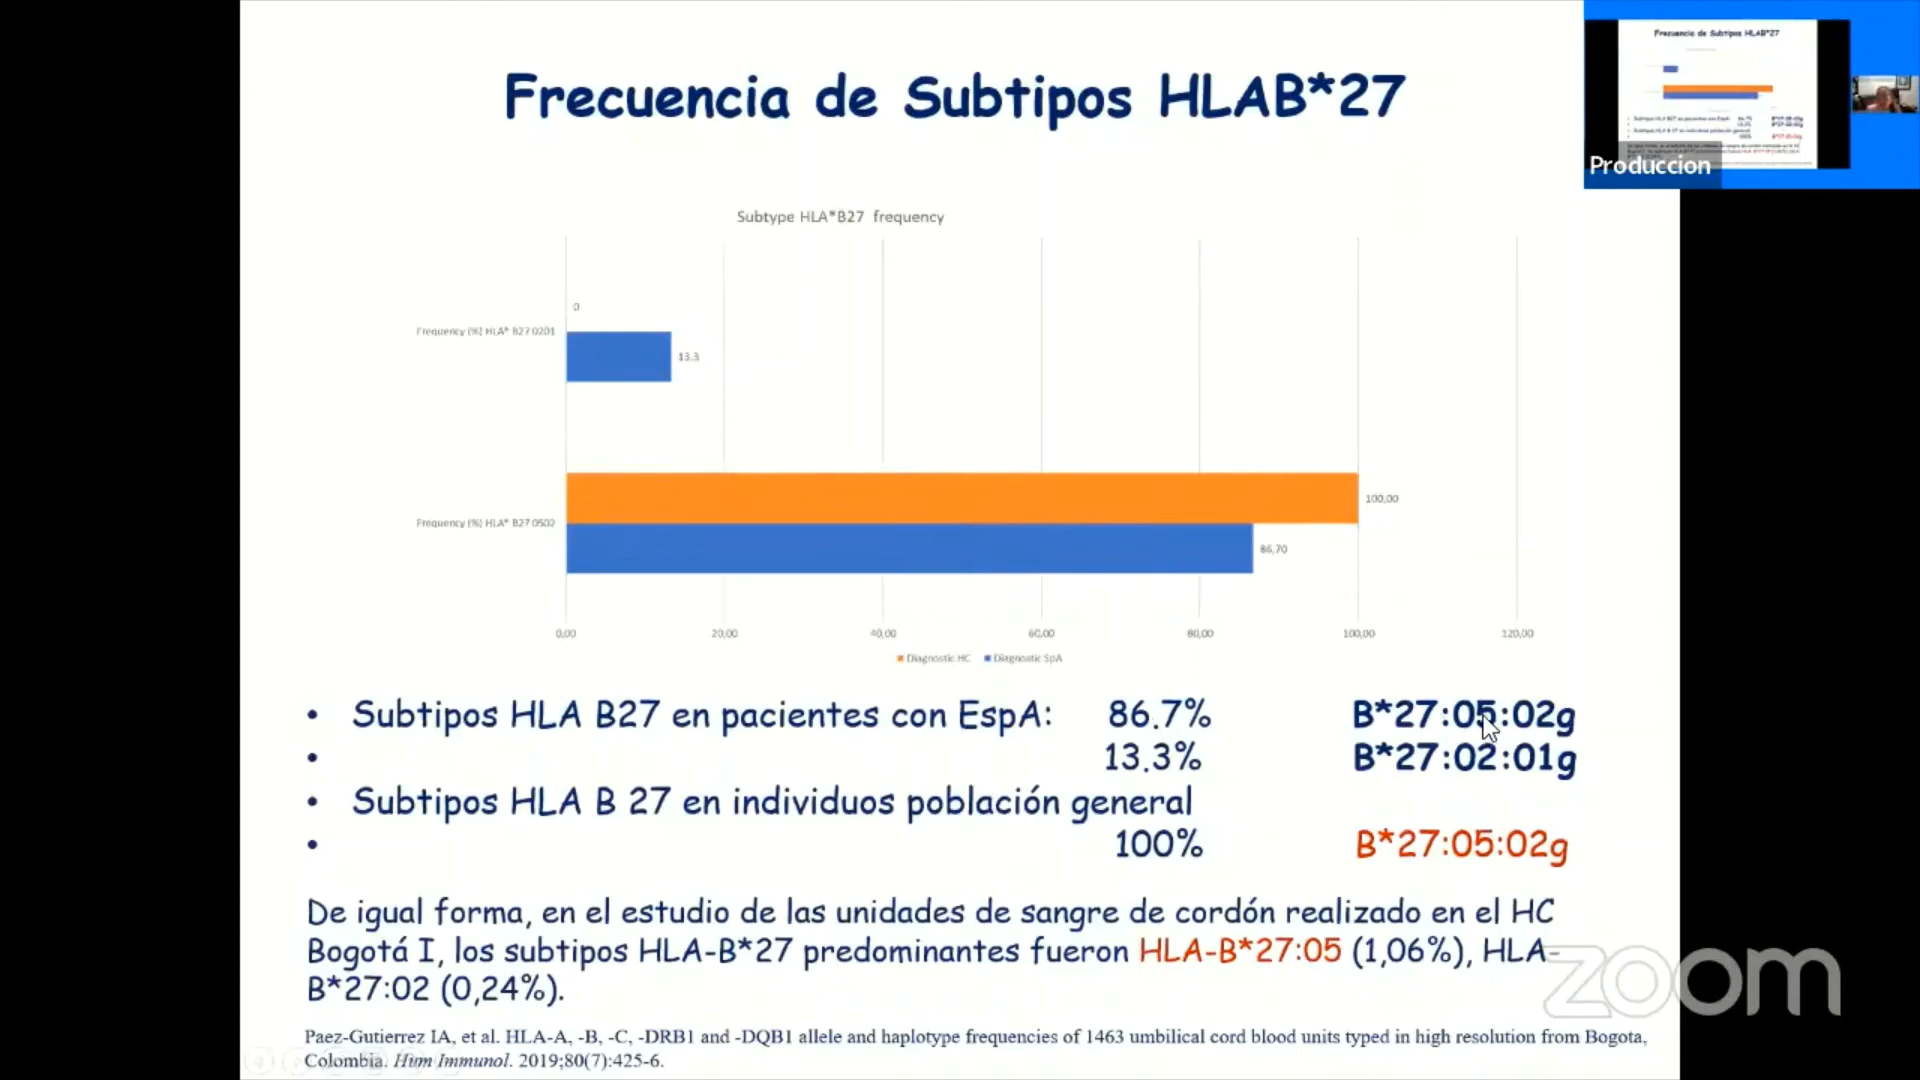 Frecuencia de Subtipos HLAB*27
Subtype HLA*B27 frequency
0
Frequency (%) HLA* B27 0201
13.3
100,00
Frequency (%) HLA* B27 0502
86,70
0,00 20,00 40,00 60,00 80,00 100,00 120,00
Diagnostic HC Diagnostic SpA
• Subtipos HLA B27 en pacientes con EspA: 86.7% B*27:05:02g
• 13.3% B*27:02:01g
• Subtipos HLA B 27 en individuos población general
• 100% B*27:05:02g
De igual forma, en el estudio de las unidades de sangre de cordón realizado en el HC
Bogotá I, los subtipos HLA-B*27 predominantes fueron HLA-B*27:05 (1,06%), HLA-
B*27:02 (0,24%).
Paez-Gutierrez IA, et al. HLA-A, -B, -C, -DRB1 and -DQB1 allele and haplotype frequencies of 1463 umbilical cord blood units typed in high resolution from Bogota,
Colombia. Hum Immunol. 2019;80(7):425-6.
zoom
Frecuencia de Subtipos HLAB*27
Produccion